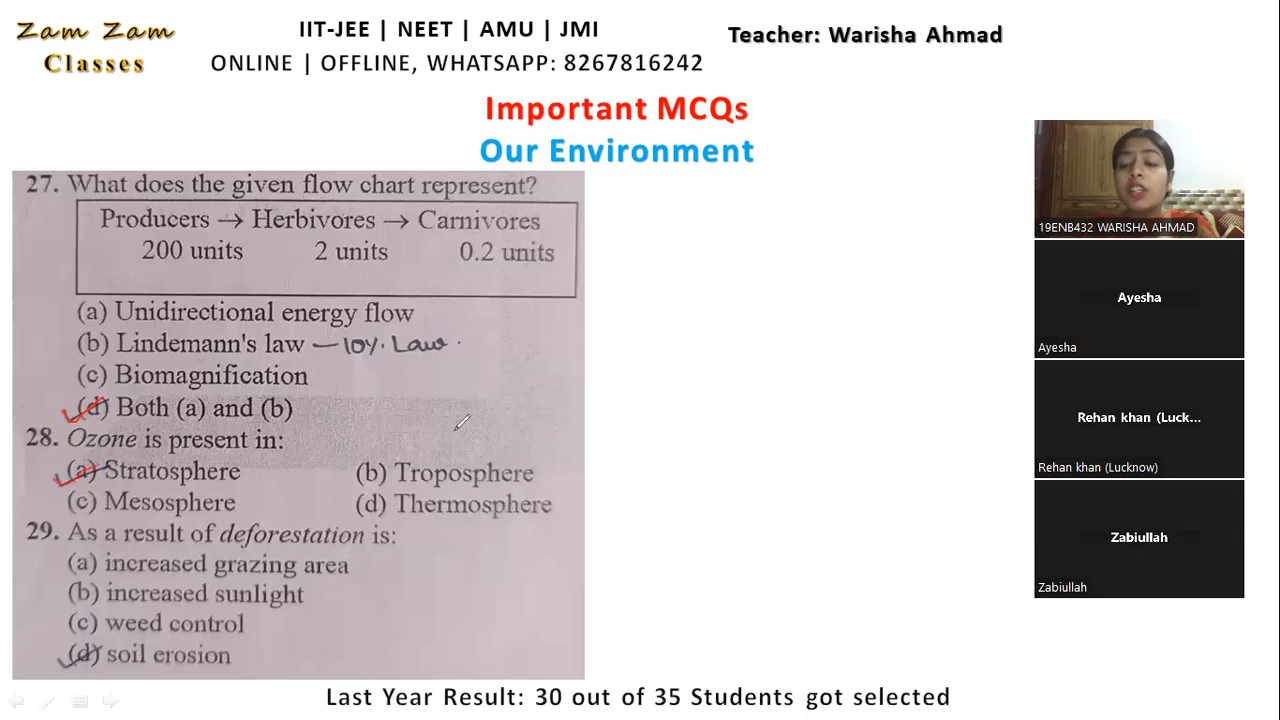 Zam Zam
Classes
IIT-JEE | NEET | AMU | JMI
ONLINE | OFFLINE, WHATSAPP: 8267816242
Teacher: Warisha Ahmad
Important MCQs
Our Environment
27. What does the given flow chart represent?
Producers → Herbivores → Carnivores
200 units 2 units 0.2 units
(a) Unidirectional energy flow
(b) Lindemann's law — 10%. Law.
(c) Biomagnification
(d) Both (a) and (b)
28. Ozone is present in:
(a) Stratosphere (b) Troposphere
(c) Mesosphere (d) Thermosphere
29. As a result of deforestation is:
(a) increased grazing area
(b) increased sunlight
(c) weed control
(d) soil erosion
19ENB432 WARISHA AHMAD
Ayesha
Ayesha
Rehan khan (Luck...
Rehan khan (Lucknow)
Zabiullah
Zabiullah
Last Year Result: 30 out of 35 Students got selected